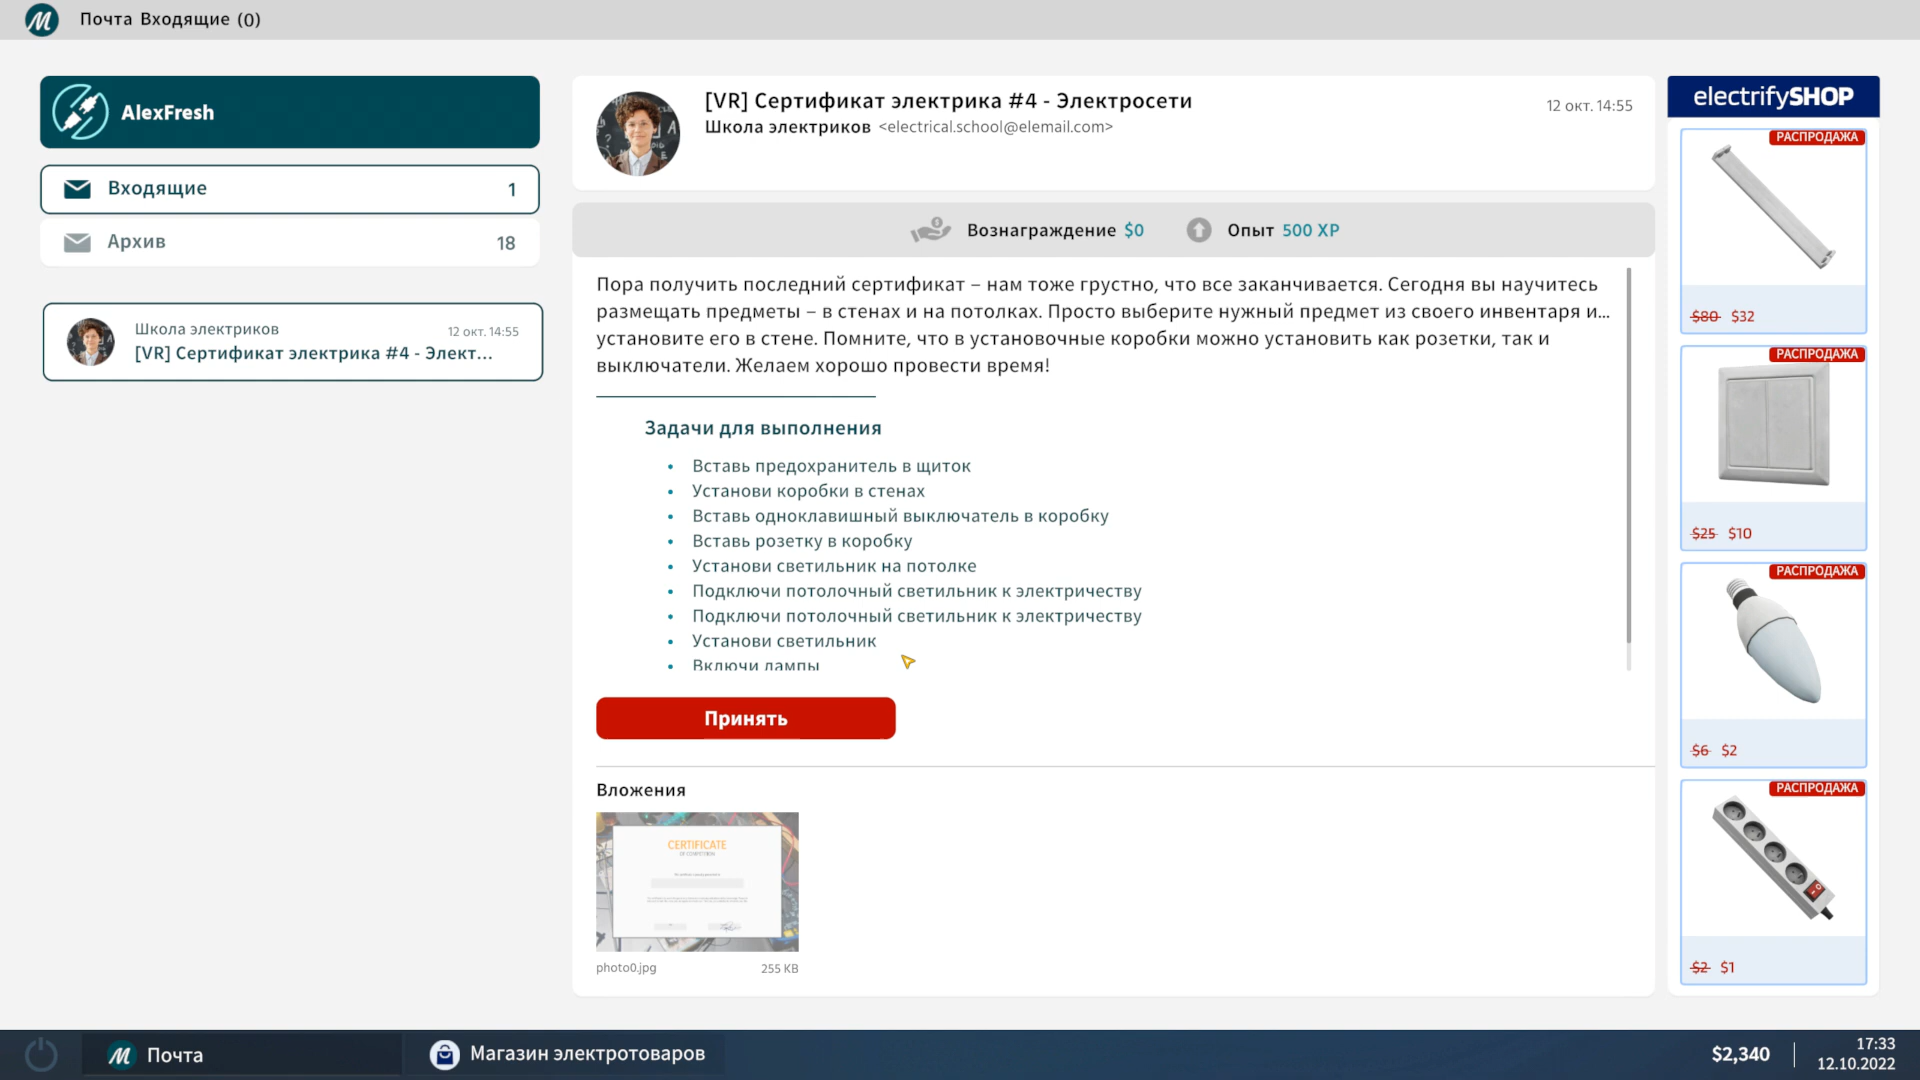 Почта Входящие (0)
AlexFresh
Входящие 1
Архив 18
Школа электриков 12 окт. 14:55
[VR] Сертификат электрика #4 - Элект...
[VR] Сертификат электрика #4 - Электросети
12 окт. 14:55
Школа электриков <electrical.school@elemail.com>
Вознаграждение $0 Опыт 500 XP
Пора получить последний сертификат – нам тоже грустно, что все заканчивается. Сегодня вы научитесь
размещать предметы – в стенах и на потолках. Просто выберите нужный предмет из своего инвентаря и...
установите его в стене. Помните, что в установочные коробки можно установить как розетки, так и
выключатели. Желаем хорошо провести время!
Задачи для выполнения
• Вставь предохранитель в щиток
• Установи коробки в стенах
• Вставь одноклавишный выключатель в коробку
• Вставь розетку в коробку
• Установи светильник на потолке
• Подключи потолочный светильник к электричеству
• Подключи потолочный светильник к электричеству
• Установи светильник
• Включи лампы
Принять
Вложения
CERTIFICATE
photo0.jpg 255 KB
electrifySHOP
РАСПРОДАЖА
$80 $32
РАСПРОДАЖА
$25 $10
РАСПРОДАЖА
$6 $2
РАСПРОДАЖА
$2 $1
Почта
Магазин электротоваров
$2,340
17:33
12.10.2022